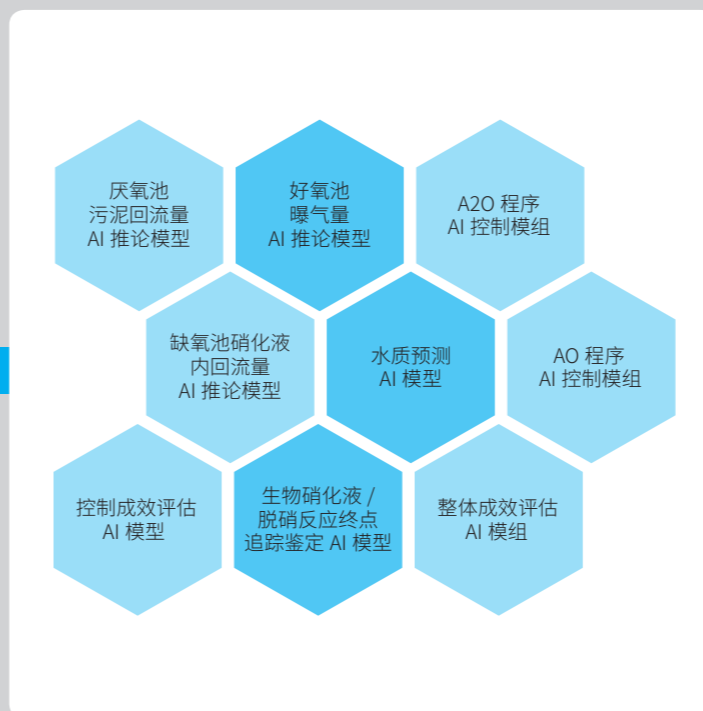 厌氧池
污泥回流量
AI 推论模型
好氧池
曝气量
AI 推论模型
A2O 程序
AI 控制模组
缺氧池硝化液
内回流量
AI 推论模型
水质预测
AI 模型
AO 程序
AI 控制模组
控制成效评估
AI 模型
生物硝化液 /
脱硝反应终点
追踪鉴定 AI 模型
整体成效评估
AI 模组